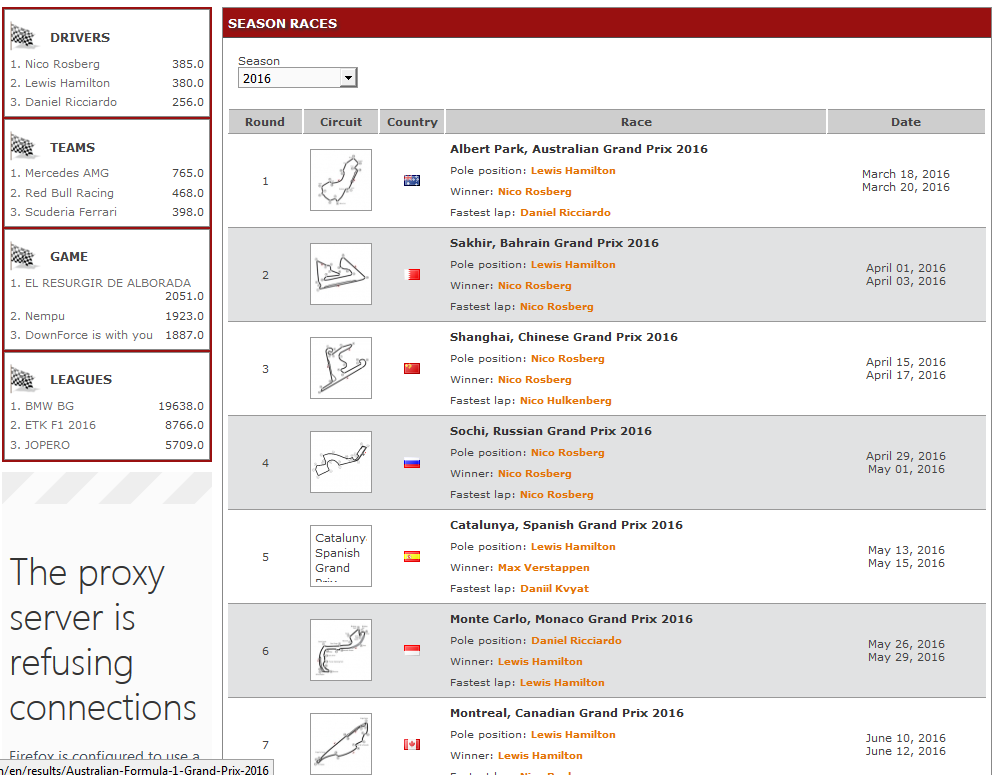 DRIVERS
1. Nico Rosberg 385.0
2. Lewis Hamilton 380.0
3. Daniel Ricciardo 256.0
TEAMS
1. Mercedes AMG 765.0
2. Red Bull Racing 468.0
3. Scuderia Ferrari 398.0
GAME
1. EL RESURGIR DE ALBORADA
2051.0
2. Nempu 1923.0
3. DownForce is with you 1887.0
LEAGUES
1. BMW BG 19638.0
2. ETK F1 2016 8766.0
3. JOPERO 5709.0
The proxy
server is
refusing
connections
Firefox is configured to use a
n/en/results/Australian-Formula-1-Grand-Prix-2016
SEASON RACES
Season
2016
Round Circuit Country Race Date
Albert Park, Australian Grand Prix 2016
Pole position: Lewis Hamilton
1
Winner: Nico Rosberg
Fastest lap: Daniel Ricciardo
March 18, 2016
March 20, 2016
Sakhir, Bahrain Grand Prix 2016
Pole position: Lewis Hamilton
2
Winner: Nico Rosberg
Fastest lap: Nico Rosberg
April 01, 2016
April 03, 2016
Shanghai, Chinese Grand Prix 2016
Pole position: Nico Rosberg
3
Winner: Nico Rosberg
Fastest lap: Nico Hulkenberg
April 15, 2016
April 17, 2016
Sochi, Russian Grand Prix 2016
Pole position: Nico Rosberg
4
Winner: Nico Rosberg
Fastest lap: Nico Rosberg
April 29, 2016
May 01, 2016
Catalunya, Spanish Grand Prix 2016
Pole position: Lewis Hamilton
5
Cataluny
Spanish
Grand
Winner: Max Verstappen
Fastest lap: Daniil Kvyat
May 13, 2016
May 15, 2016
Monte Carlo, Monaco Grand Prix 2016
Pole position: Daniel Ricciardo
6
Winner: Lewis Hamilton
Fastest lap: Lewis Hamilton
May 26, 2016
May 29, 2016
Montreal, Canadian Grand Prix 2016
Pole position: Lewis Hamilton
7
Winner: Lewis Hamilton
June 10, 2016
June 12, 2016